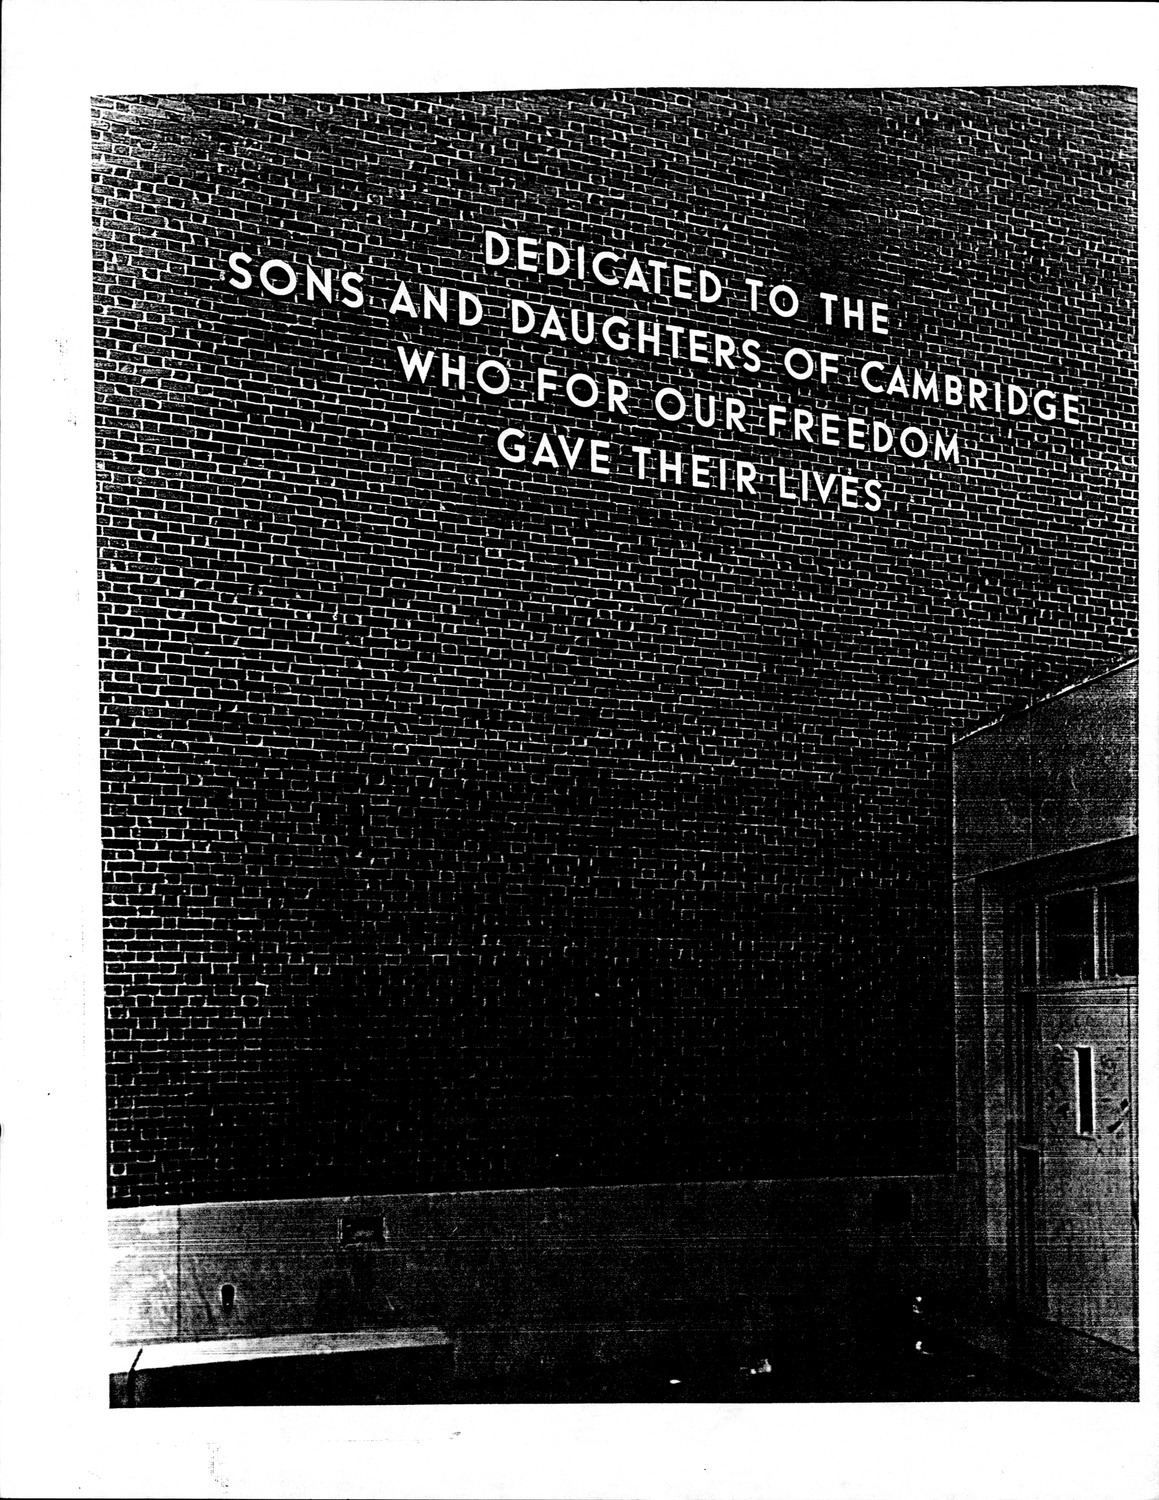 DEDICATED TO THE
SONS AND DAUGHTERS OF CAMBRIDGE
WHO FOR OUR FREEDOM
GAVE THEIR LIVES